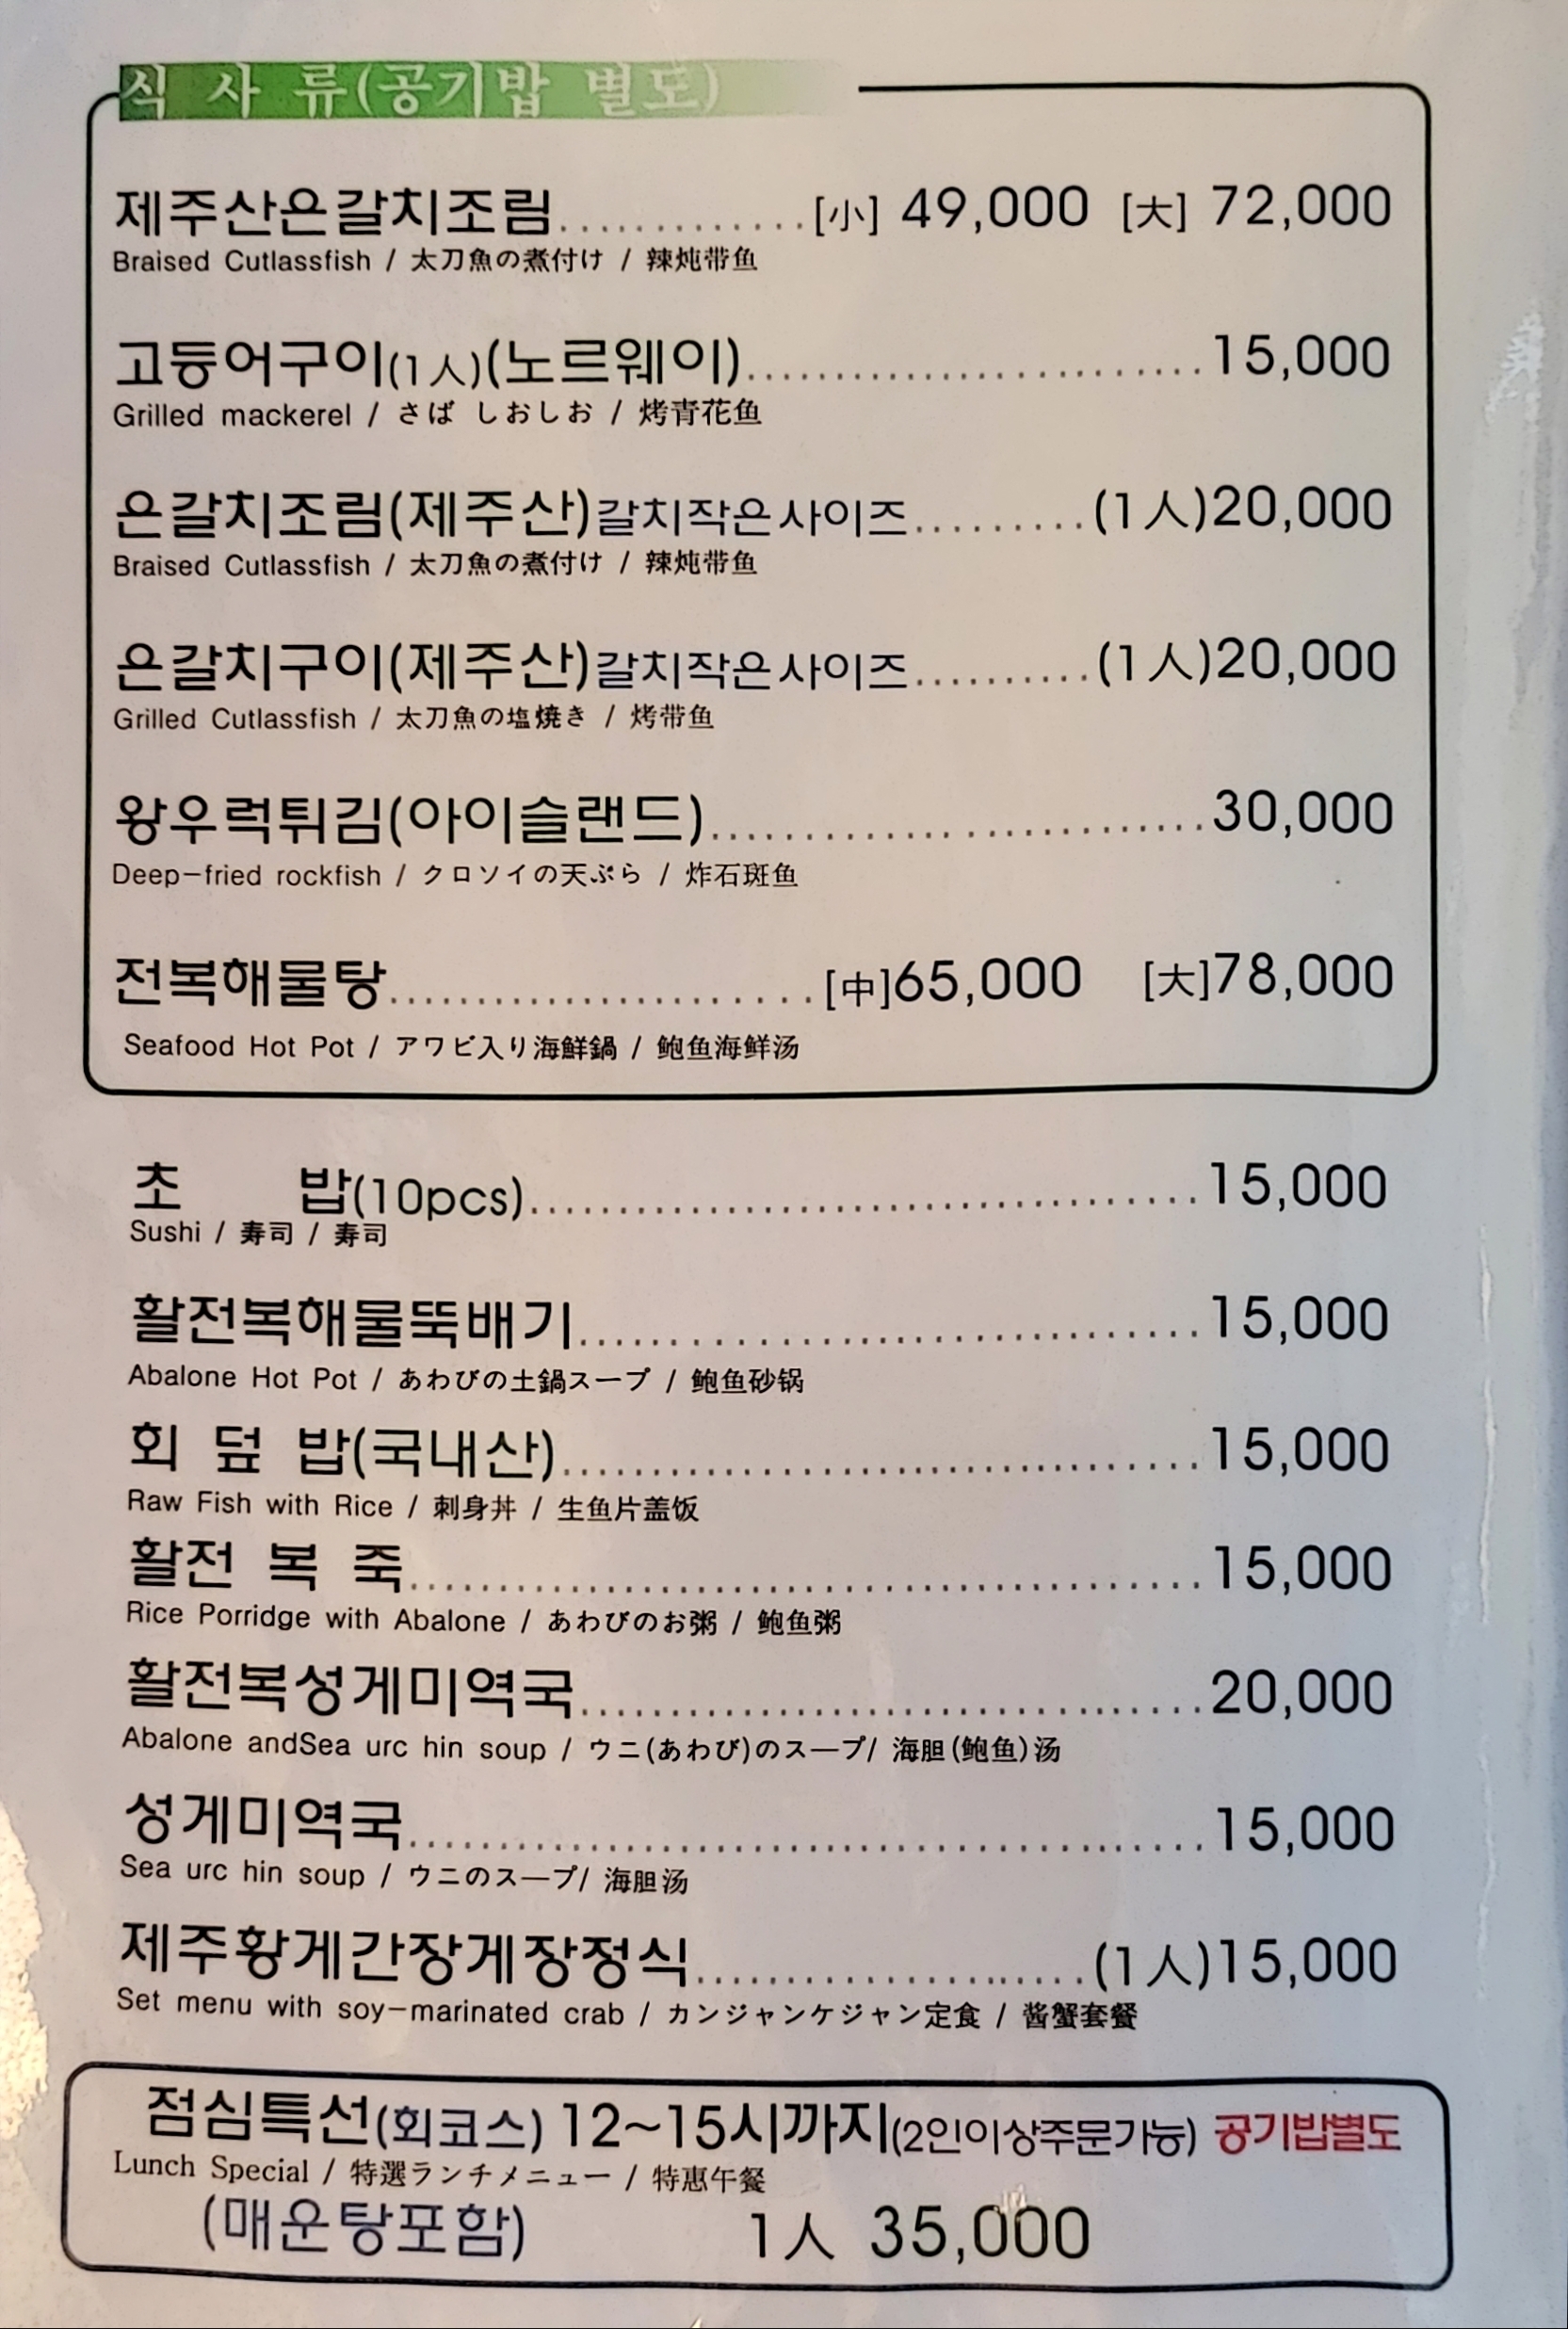 식 사 류(공기밥 별도)
제주산은갈치조림.............[小] 49,000 [大] 72,000
Braised Cutlassfish / 太刀魚の煮付け / 辣炖带鱼
고등어구이(1人)(노르웨이).........................15,000
Grilled mackerel / さば しおしお / 烤青花鱼
은갈치조림(제주산)갈치작은사이즈.........(1人)20,000
Braised Cutlassfish / 太刀魚の煮付け / 辣炖带鱼
은갈치구이(제주산)갈치작은사이즈..........(1人)20,000
Grilled Cutlassfish / 太刀魚の塩焼き / 烤带鱼
왕우럭튀김(아이슬랜드)...........................30,000
Deep-fried rockfish / クロソイの天ぷら / 炸石斑鱼
전복해물탕........................[中]65,000 [大]78,000
Seafood Hot Pot / アワビ入り海鮮鍋 / 鲍鱼海鲜汤
초 밥(10pcs).....................................15,000
Sushi / 寿司 / 寿司
활전복해물뚝배기..................................15,000
Abalone Hot Pot / あわびの土鍋スープ / 鲍鱼砂锅
회 덮 밥(국내산)...................................15,000
Raw Fish with Rice / 刺身丼 / 生鱼片盖饭
활전 복 죽............................................15,000
Rice Porridge with Abalone / あわびのお粥 / 鲍鱼粥
활전복성게미역국...................................20,000
Abalone andSea urc hin soup / ウニ(あわび)のスープ/ 海胆(鲍鱼)汤
성게미역국............................................15,000
Sea urc hin soup / ウニのスープ/ 海胆汤
제주황게간장게장정식......................(1人)15,000
Set menu with soy-marinated crab / カンジャンケジャン定食 / 酱蟹套餐
점심특선(회코스) 12~15시까지(2인이상주문가능) 공기밥별도
Lunch Special / 特選ランチメニュー / 特惠午餐
(매운탕포함) 1人 35,000